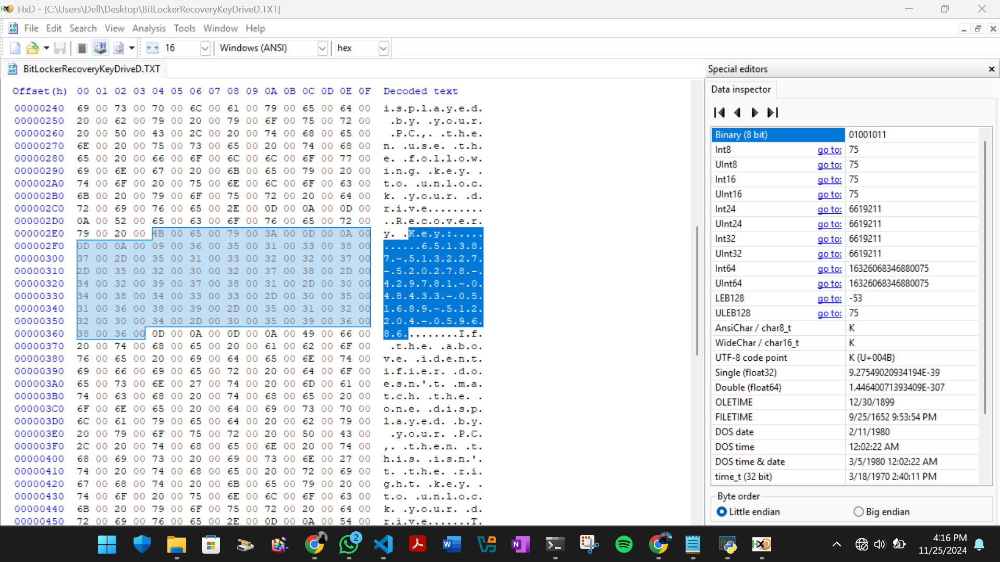 HxD - [C:\Users\Dell\Desktop\BitLockerRecoveryKeyDriveD.TXT]
File Edit Search View Analysis Tools Window Help
16 Windows (ANSI) hex
BitLockerRecoveryKeyDriveD.TXT
Offset(h) 00 01 02 03 04 05 06 07 08 09 0A 0B 0C 0D 0E 0F Decoded text
00000240 69 00 73 00 70 00 6C 00 61 00 79 00 65 00 64 00 i.s.p.l.a.y.e.d.
00000250 20 00 62 00 79 00 20 00 79 00 6F 00 75 00 72 00 .b.y. .y.o.u.r.
00000260 20 00 50 00 43 00 2C 00 20 00 74 00 68 00 65 00 .P.C.,. .t.h.e.
00000270 6E 00 20 00 75 00 73 00 65 00 20 00 74 00 68 00 n. .u.s.e. .t.h.
00000280 65 00 20 00 66 00 6F 00 6C 00 6C 00 6F 00 77 00 e. .f.o.l.l.o.w.
00000290 69 00 6E 00 67 00 20 00 6B 00 65 00 79 00 20 00 i.n.g. .k.e.y. .
000002A0 74 00 6F 00 20 00 75 00 6E 00 6C 00 6F 00 63 00 t.o. .u.n.l.o.c.
000002B0 6B 00 20 00 79 00 6F 00 75 00 72 00 20 00 64 00 k. .y.o.u.r. .d.
000002C0 72 00 69 00 76 00 65 00 2E 00 0D 00 0A 00 0D 00 r.i.v.e.........
000002D0 0A 00 52 00 65 00 63 00 6F 00 76 00 65 00 72 00 ..R.e.c.o.v.e.r.
000002E0 79 00 20 00 4B 00 65 00 79 00 3A 00 0D 00 0A 00 y. .K.e.y.:.....
000002F0 0D 00 0A 00 09 00 36 00 35 00 31 00 33 00 38 00 ......6.5.1.3.8.
00000300 37 00 2D 00 35 00 31 00 33 00 32 00 32 00 37 00 7.-.5.1.3.2.2.7.
00000310 2D 00 35 00 32 00 30 00 32 00 37 00 38 00 2D 00 -.5.2.0.2.7.8.-.
00000320 34 00 32 00 39 00 37 00 38 00 31 00 2D 00 30 00 4.2.9.7.8.1.-.0.
00000330 34 00 38 00 34 00 33 00 33 00 2D 00 30 00 35 00 4.8.4.3.3.-.0.5.
00000340 31 00 36 00 38 00 39 00 2D 00 35 00 31 00 32 00 1.6.8.9.-.5.1.2.
00000350 32 00 30 00 34 00 2D 00 30 00 35 00 39 00 36 00 2.0.4.-.0.5.9.6.
00000360 38 00 36 00 0D 00 0A 00 0D 00 0A 00 49 00 66 00 8.6.........I.f.
00000370 20 00 74 00 68 00 65 00 20 00 61 00 62 00 6F 00 .t.h.e. .a.b.o.
00000380 76 00 65 00 20 00 69 00 64 00 65 00 6E 00 74 00 v.e. .i.d.e.n.t.
00000390 69 00 66 00 69 00 65 00 72 00 20 00 64 00 6F 00 i.f.i.e.r. .d.o.
000003A0 65 00 73 00 6E 00 27 00 74 00 20 00 6D 00 61 00 e.s.n.'.t. .m.a.
000003B0 74 00 63 00 68 00 20 00 74 00 68 00 65 00 20 00 t.c.h. .t.h.e. .
000003C0 6F 00 6E 00 65 00 20 00 64 00 69 00 73 00 70 00 o.n.e. .d.i.s.p.
000003D0 6C 00 61 00 79 00 65 00 64 00 20 00 62 00 79 00 l.a.y.e.d. .b.y.
000003E0 20 00 79 00 6F 00 75 00 72 00 20 00 50 00 43 00 .y.o.u.r. .P.C.
000003F0 2C 00 20 00 74 00 68 00 65 00 6E 00 20 00 74 00 ,. .t.h.e.n. .t.
00000400 68 00 69 00 73 00 20 00 69 00 73 00 6E 00 27 00 h.i.s. .i.s.n.'.
00000410 74 00 20 00 74 00 68 00 65 00 20 00 72 00 69 00 t. .t.h.e. .r.i.
00000420 67 00 68 00 74 00 20 00 6B 00 65 00 79 00 20 00 g.h.t. .k.e.y. .
00000430 74 00 6F 00 20 00 75 00 6E 00 6C 00 6F 00 63 00 t.o. .u.n.l.o.c.
00000440 6B 00 20 00 79 00 6F 00 75 00 72 00 20 00 64 00 k. .y.o.u.r. .d.
00000450 72 00 69 00 76 00 65 00 2E 00 0D 00 0A 00 54 00 r.i.v.e.......T.
Special editors
Data inspector
Binary (8 bit) 01001011
Int8 go to: 75
UInt8 go to: 75
Int16 go to: 75
UInt16 go to: 75
Int24 go to: 6619211
UInt24 go to: 6619211
Int32 go to: 6619211
UInt32 go to: 6619211
Int64 go to: 16326068346880075
UInt64 go to: 16326068346880075
LEB128 go to: -53
ULEB128 go to: 75
AnsiChar / char8_t K
WideChar / char16_t K
UTF-8 code point K (U+004B)
Single (float32) 9.27549020934194E-39
Double (float64) 1.44640071393409E-307
OLETIME 12/30/1899
FILETIME 9/25/1652 9:53:54 PM
DOS date 2/11/1980
DOS time 12:02:22 AM
DOS time & date 3/5/1980 12:02:22 AM
time_t (32 bit) 3/18/1970 2:40:11 PM
Byte order
Little endian Big endian
2
4:16 PM
11/25/2024